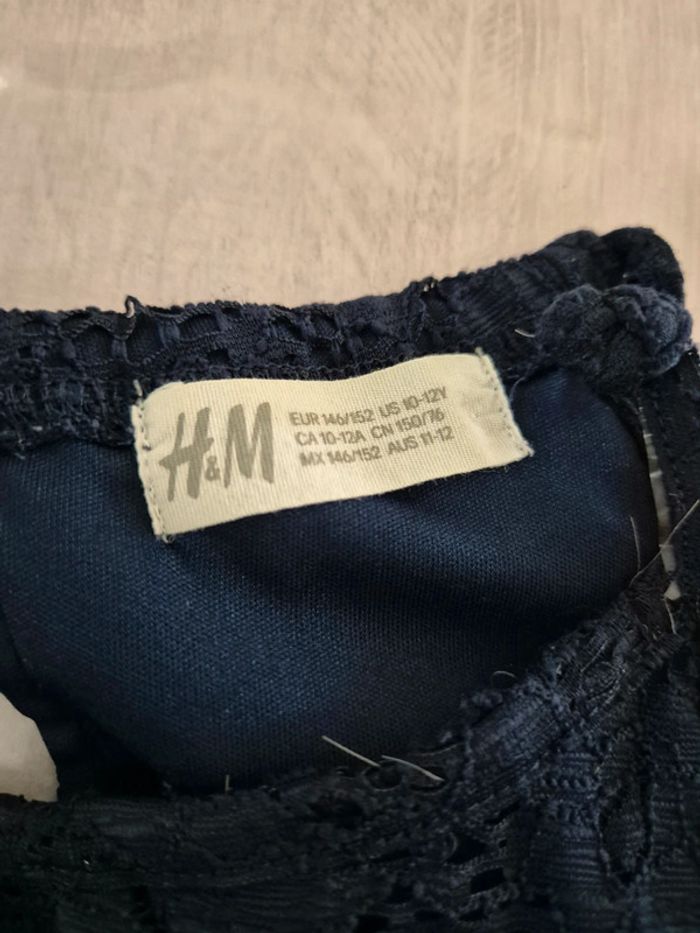 H&M
EUR 146/152 US 10-12Y
CA 10-12A CN 150/76
MX 146/152 AUS 11-12